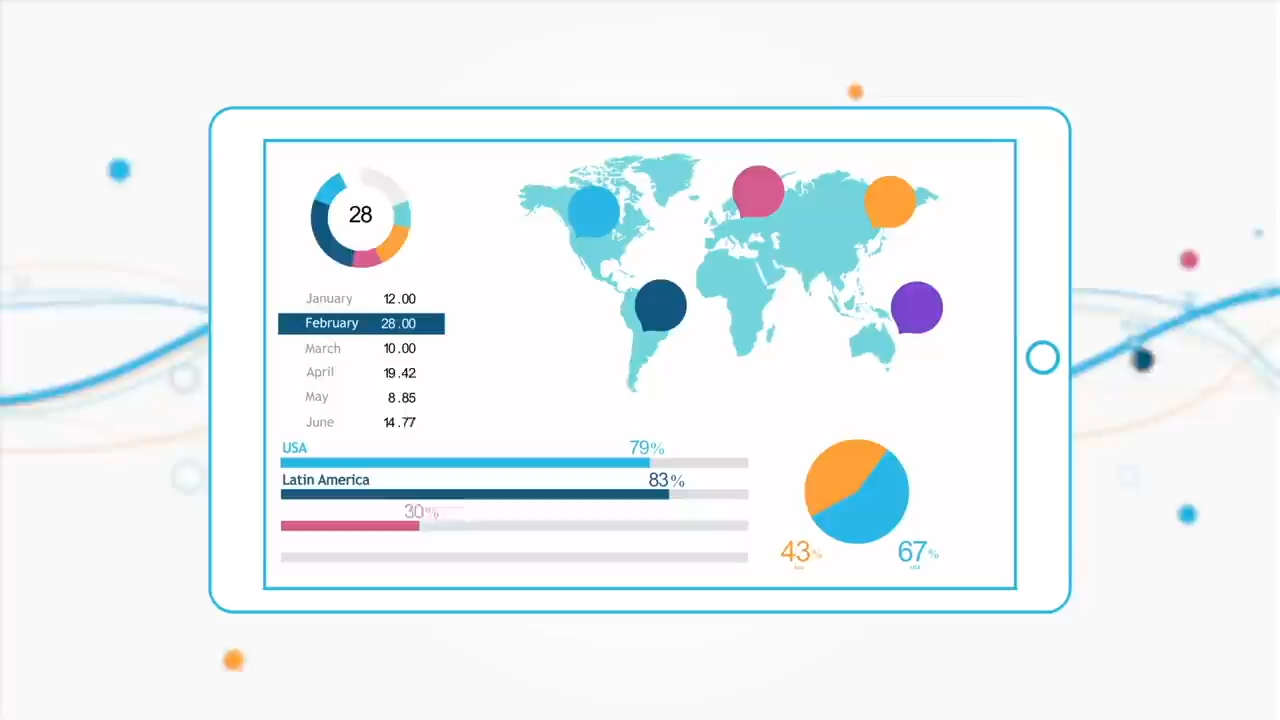 28
January 12.00
February 28.00
March 10.00
April 19.42
May 8.85
June 14.77
USA 79%
Latin America 83%
30%
43% 67%
USA